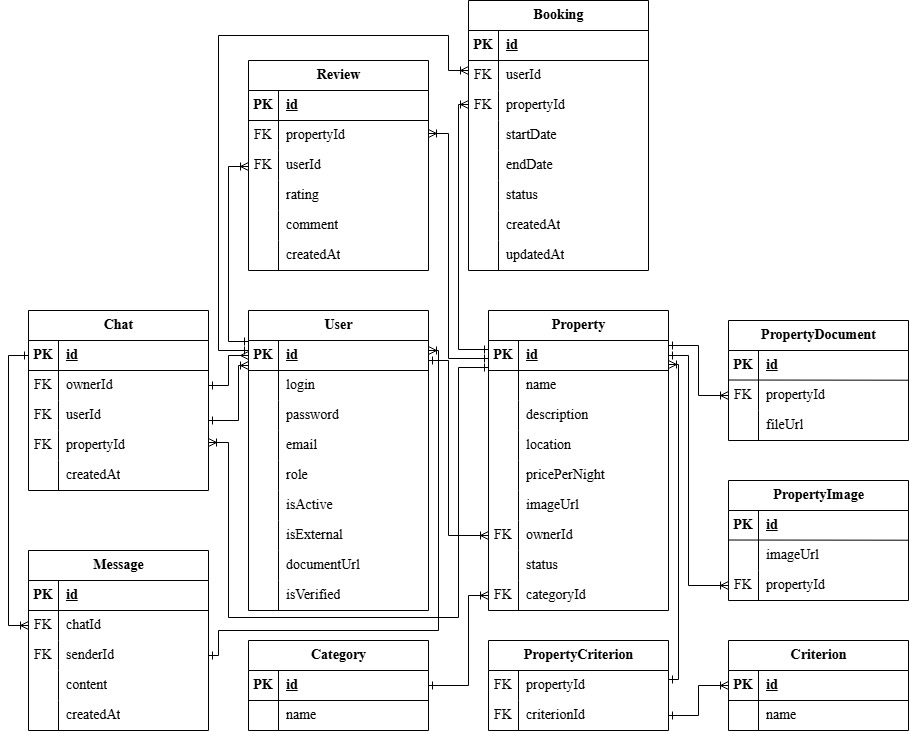 Booking
PK id
FK userId
FK propertyId
startDate
endDate
status
createdAt
updatedAt
Review
PK id
FK propertyId
FK userId
rating
comment
createdAt
Chat
PK id
FK ownerId
FK userId
FK propertyId
createdAt
User
PK id
login
password
email
role
isActive
isExternal
documentUrl
isVerified
Property
PK id
name
description
location
pricePerNight
imageUrl
FK ownerId
status
FK categoryId
PropertyDocument
PK id
FK propertyId
fileUrl
PropertyImage
PK id
imageUrl
FK propertyId
Message
PK id
FK chatId
FK senderId
content
createdAt
Category
PK id
name
PropertyCriterion
FK propertyId
FK criterionId
Criterion
PK id
name